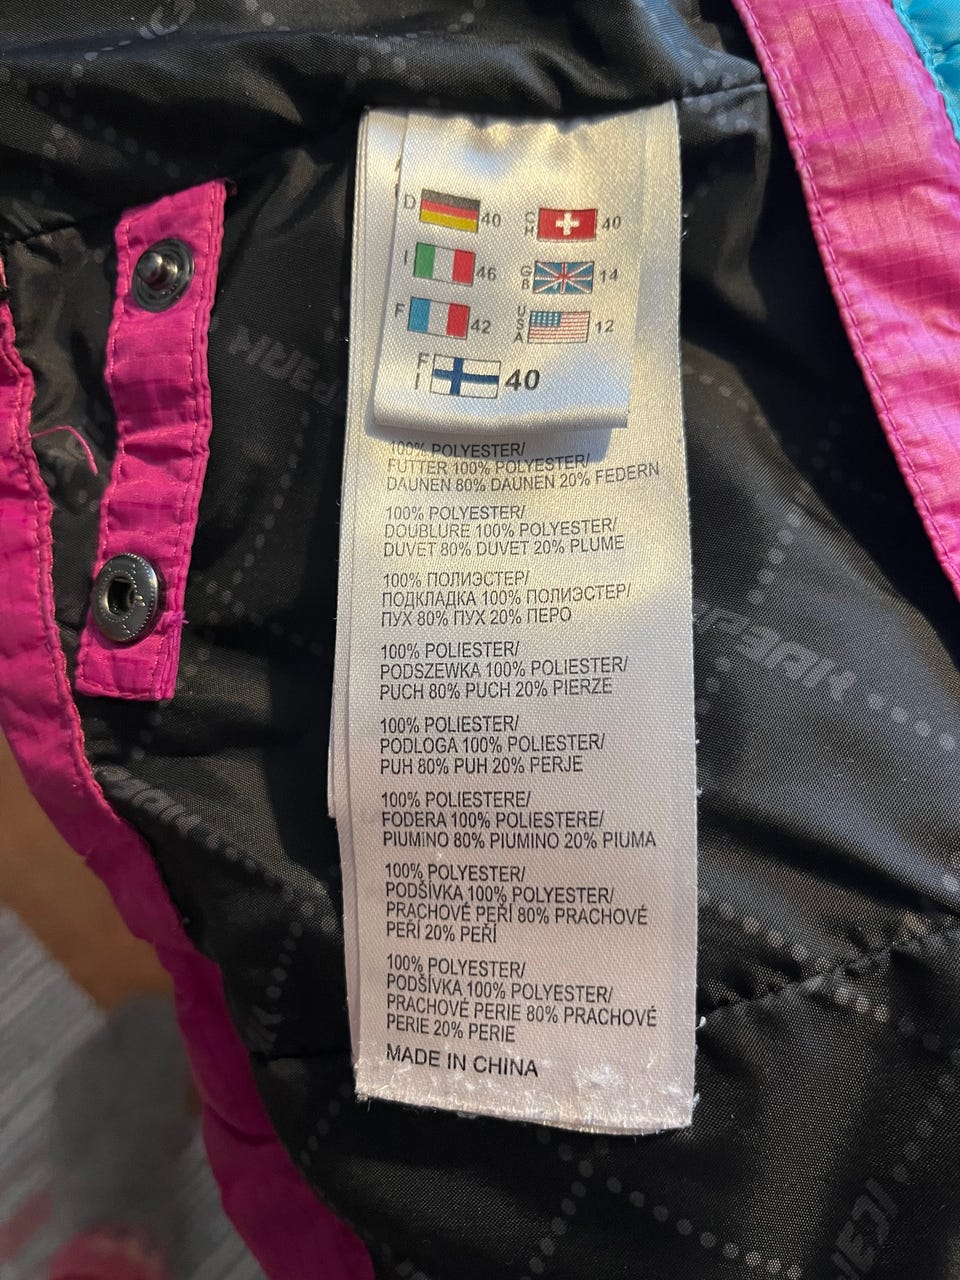 D 40 CH 40
I 46 GB 14
F 42 USA 12
FI 40
100% POLYESTER/
FUTTER 100% POLYESTER/
DAUNEN 80% DAUNEN 20% FEDERN
100% POLYESTER/
DOUBLURE 100% POLYESTER/
DUVET 80% DUVET 20% PLUME
100% ПОЛИЭСТЕР/
ПОДКЛАДКА 100% ПОЛИЭСТЕР/
ПУХ 80% ПУХ 20% ПЕРО
100% POLIESTER/
PODSZEWKA 100% POLIESTER/
PUCH 80% PUCH 20% PIERZE
100% POLIESTER/
PODLOGA 100% POLIESTER/
PUH 80% PUH 20% PERJE
100% POLIESTERE/
FODERA 100% POLIESTERE/
PIUMINO 80% PIUMINO 20% PIUMA
100% POLYESTER/
PODŠÍVKA 100% POLYESTER/
PRACHOVÉ PEŘÍ 80% PRACHOVÉ
PEŘÍ 20% PEŘÍ
100% POLYESTER/
PODŠÍVKA 100% POLYESTER/
PRACHOVÉ PERIE 80% PRACHOVÉ
PERIE 20% PERIE
MADE IN CHINA
ICEPEAK